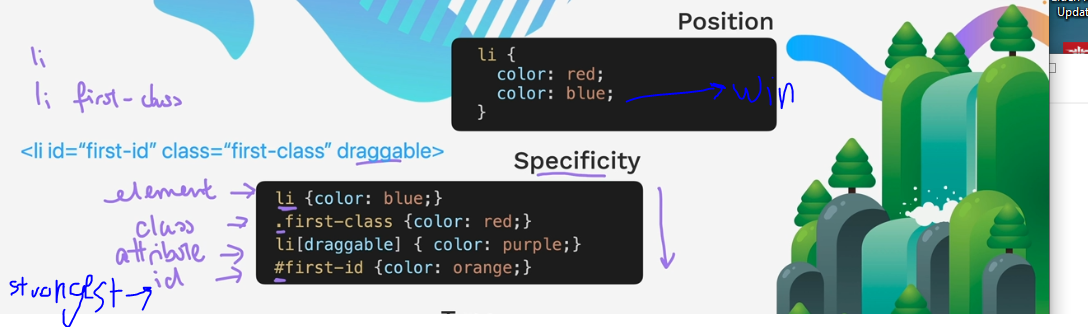 Updat
Position
li
li first-class
li {
color: red;
color: blue; → win
}
<li id=“first-id” class=“first-class” draggable>
Specificity
element → li {color: blue;}
class → .first-class {color: red;}
attribute → li[draggable] { color: purple;}
id → #first-id {color: orange;}
strongest →